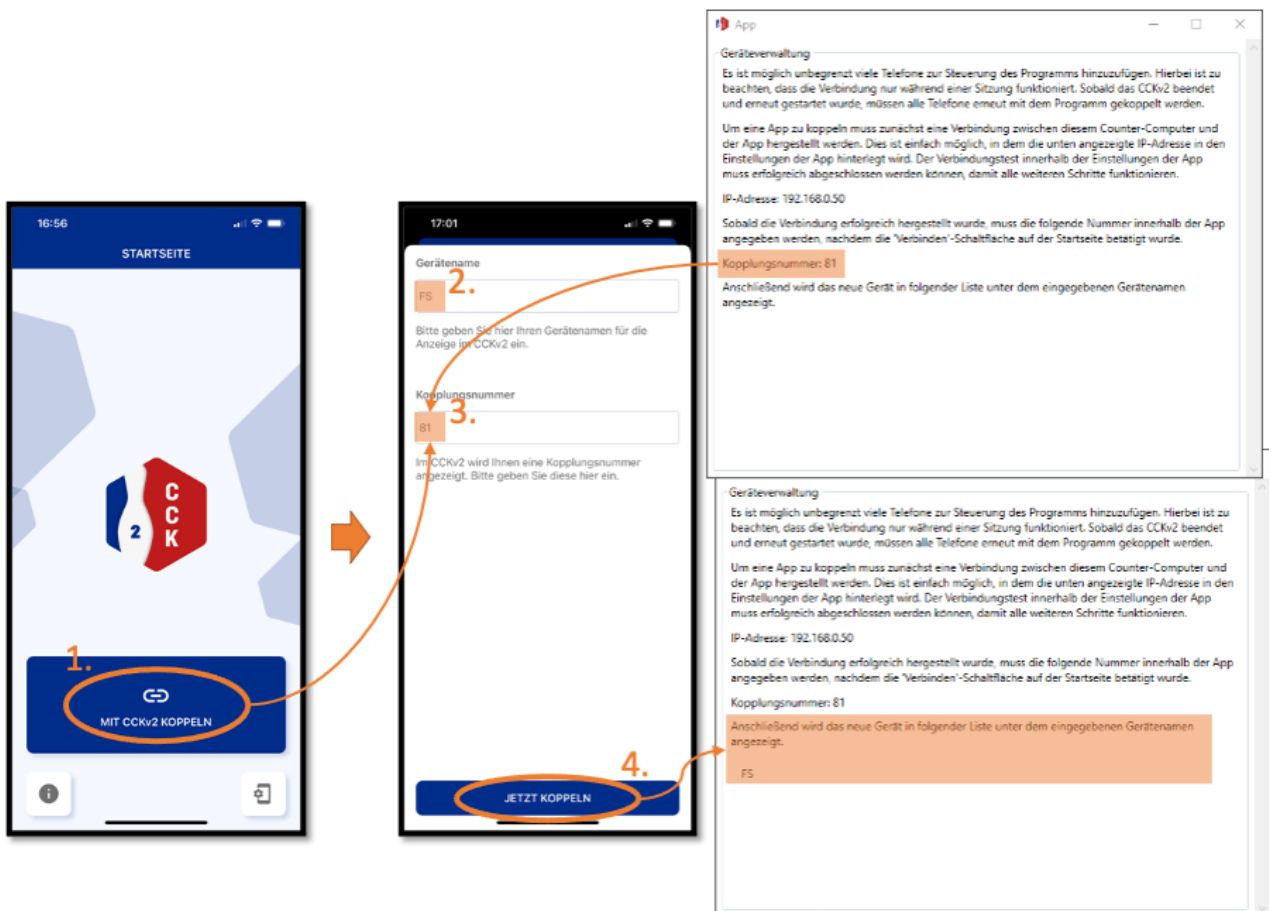 16:56
STARTSEITE
2
C
C
K
1.
MIT CCKv2 KOPPELN
17:01
Gerätename
2.
FS
Bitte geben Sie hier Ihren Gerätenamen für die
Anzeige im CCKv2 ein.
Kopplungsnummer
3.
81
Im CCKv2 wird Ihnen eine Kopplungsnummer
angezeigt. Bitte geben Sie diese hier ein.
4.
JETZT KOPPELN
App
Geräteverwaltung
Es ist möglich unbegrenzt viele Telefone zur Steuerung des Programms hinzuzufügen. Hierbei ist zu
beachten, dass die Verbindung nur während einer Sitzung funktioniert. Sobald das CCKv2 beendet
und erneut gestartet wurde, müssen alle Telefone erneut mit dem Programm gekoppelt werden.
Um eine App zu koppeln muss zunächst eine Verbindung zwischen diesem Counter-Computer und
der App hergestellt werden. Dies ist einfach möglich, in dem die unten angezeigte IP-Adresse in den
Einstellungen der App hinterlegt wird. Der Verbindungstest innerhalb der Einstellungen der App
muss erfolgreich abgeschlossen werden können, damit alle weiteren Schritte funktionieren.
IP-Adresse: 192.168.0.50
Sobald die Verbindung erfolgreich hergestellt wurde, muss die folgende Nummer innerhalb der App
angegeben werden, nachdem die 'Verbinden'-Schaltfläche auf der Startseite betätigt wurde.
Kopplungsnummer: 81
Anschließend wird das neue Gerät in folgender Liste unter dem eingegebenen Gerätenamen
angezeigt.
Geräteverwaltung
Es ist möglich unbegrenzt viele Telefone zur Steuerung des Programms hinzuzufügen. Hierbei ist zu
beachten, dass die Verbindung nur während einer Sitzung funktioniert. Sobald das CCKv2 beendet
und erneut gestartet wurde, müssen alle Telefone erneut mit dem Programm gekoppelt werden.
Um eine App zu koppeln muss zunächst eine Verbindung zwischen diesem Counter-Computer und
der App hergestellt werden. Dies ist einfach möglich, in dem die unten angezeigte IP-Adresse in den
Einstellungen der App hinterlegt wird. Der Verbindungstest innerhalb der Einstellungen der App
muss erfolgreich abgeschlossen werden können, damit alle weiteren Schritte funktionieren.
IP-Adresse: 192.168.0.50
Sobald die Verbindung erfolgreich hergestellt wurde, muss die folgende Nummer innerhalb der App
angegeben werden, nachdem die 'Verbinden'-Schaltfläche auf der Startseite betätigt wurde.
Kopplungsnummer: 81
Anschließend wird das neue Gerät in folgender Liste unter dem eingegebenen Gerätenamen
angezeigt.
FS